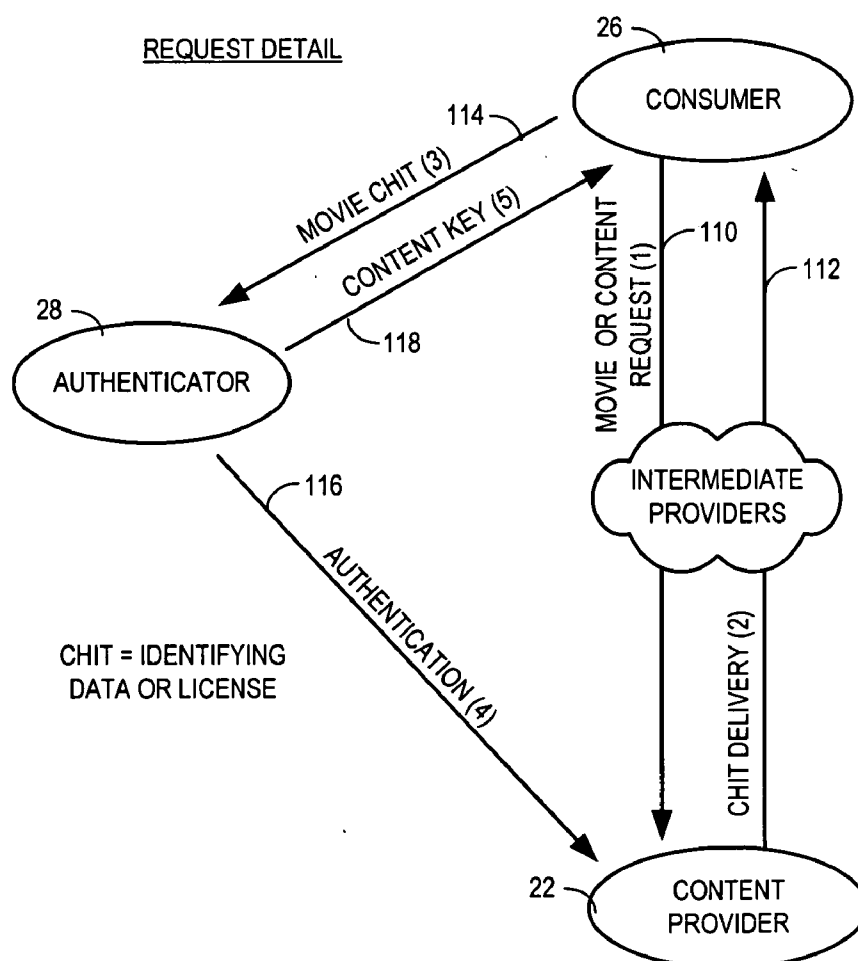 REQUEST DETAIL
26
CONSUMER
114
MOVIE CHIT (3)
CONTENT KEY (5)
118
MOVIE OR CONTENT
REQUEST (1)
110
112
28
AUTHENTICATOR
116
INTERMEDIATE
PROVIDERS
AUTHENTICATION (4)
CHIT = IDENTIFYING
DATA OR LICENSE
CHIT DELIVERY (2)
22
CONTENT
PROVIDER